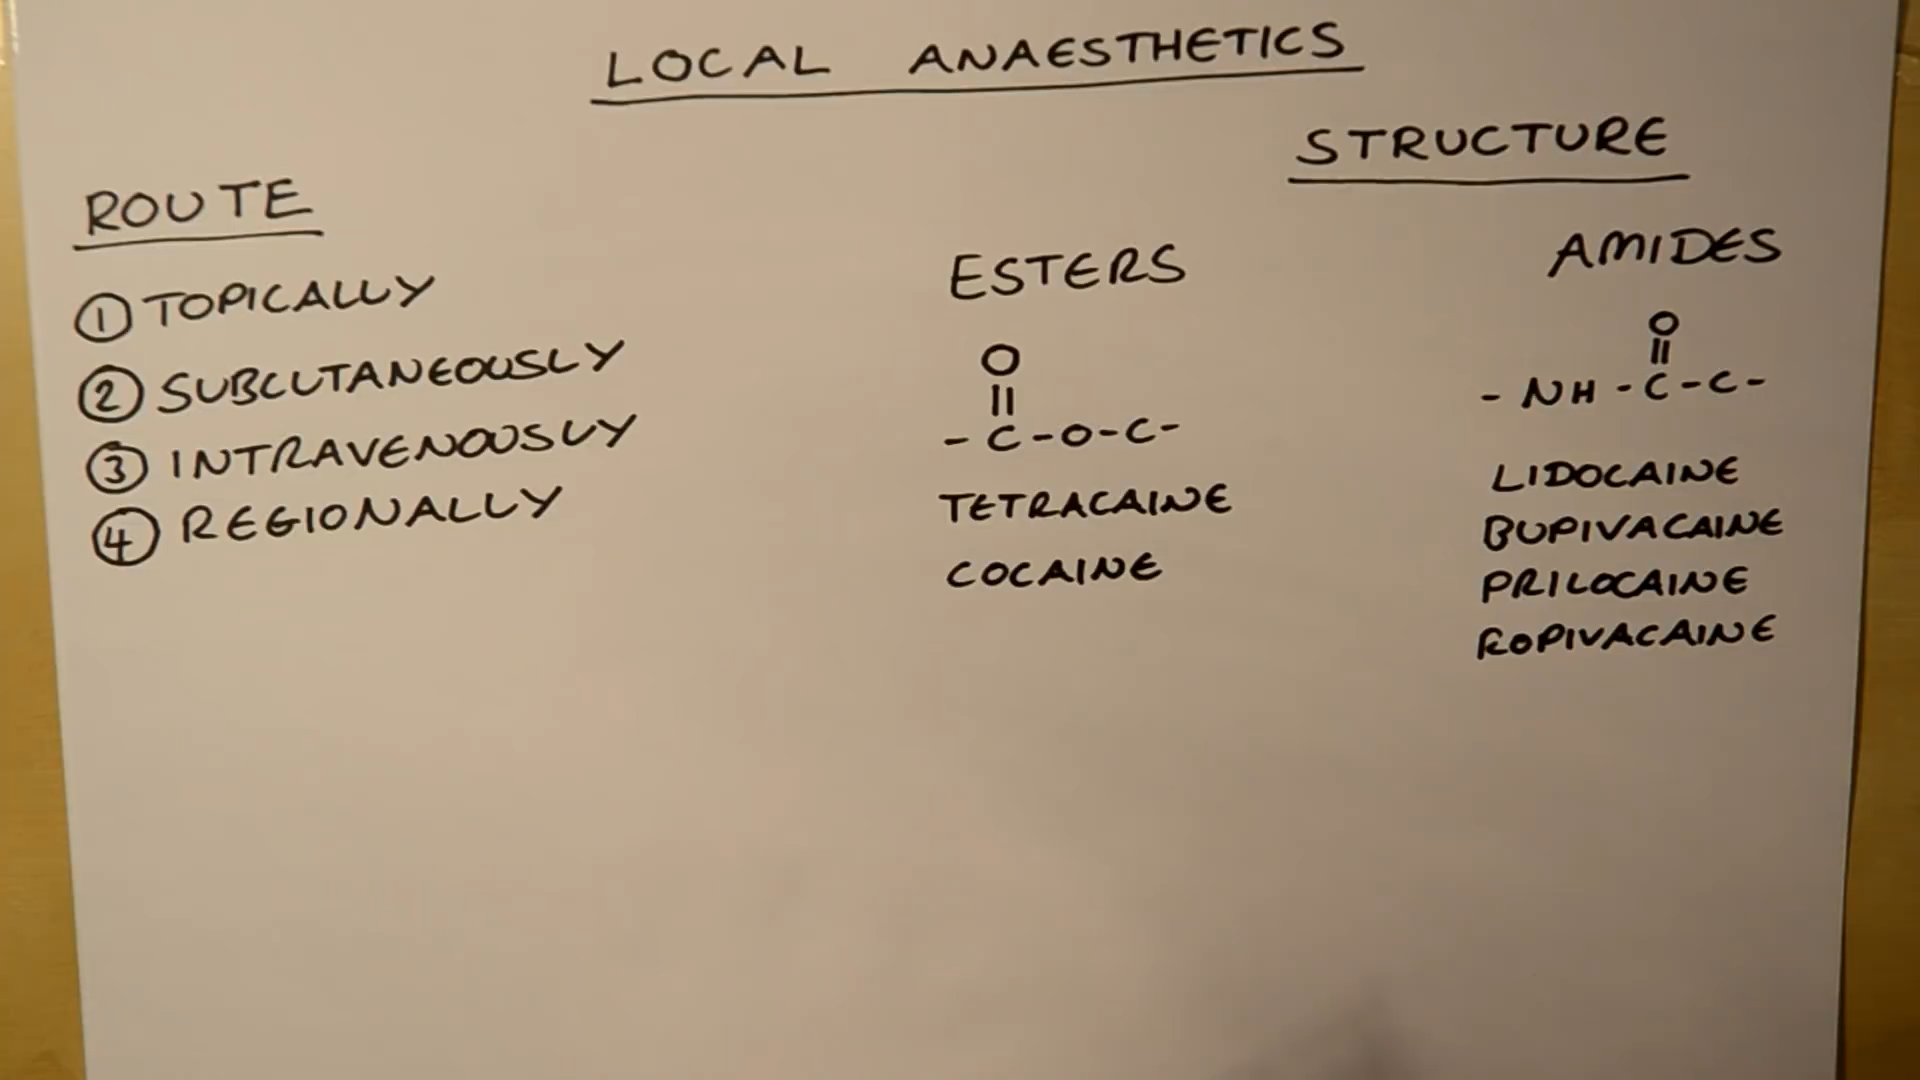 LOCAL ANAESTHETICS
ROUTE
① TOPICALLY
② SUBCUTANEOUSLY
③ INTRAVENOUSLY
④ REGIONALLY
STRUCTURE
ESTERS
O
||
- C - O - C -
TETRACAINE
COCAINE
AMIDES
O
||
- NH - C - C -
LIDOCAINE
BUPIVACAINE
PRILOCAINE
ROPIVACAINE